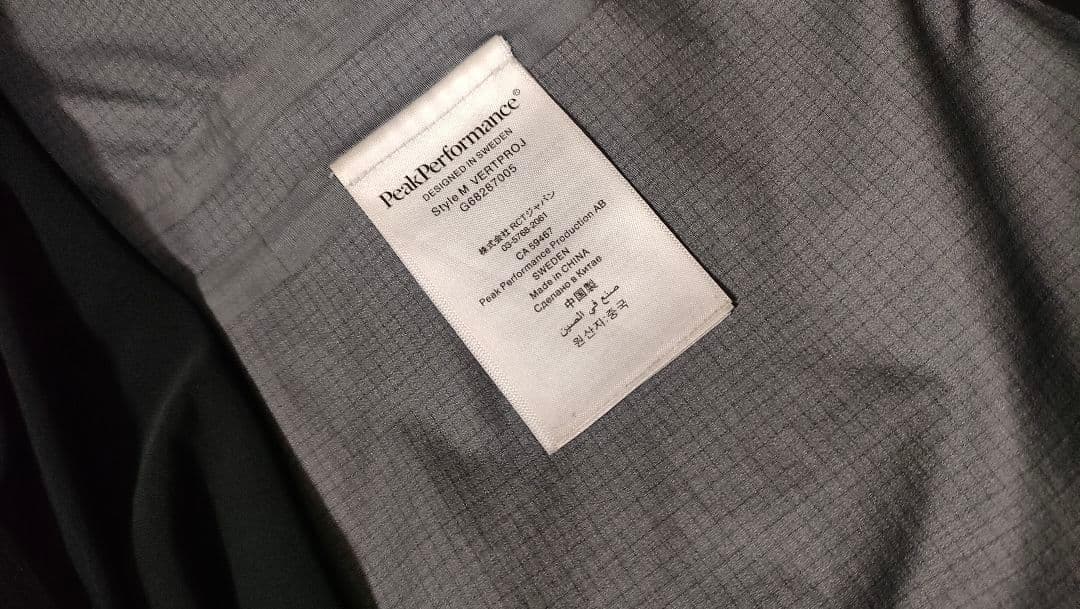 PeakPerformance®
DESIGNED IN SWEDEN
Style M VERTPROJ
G68287005
株式会社 RCTジャパン
03-5768-2061
CA 59467
Peak Performance Production AB
SWEDEN
Made in CHINA
Сделано в Китае
中国製
صنع في الصين
원산지:중국